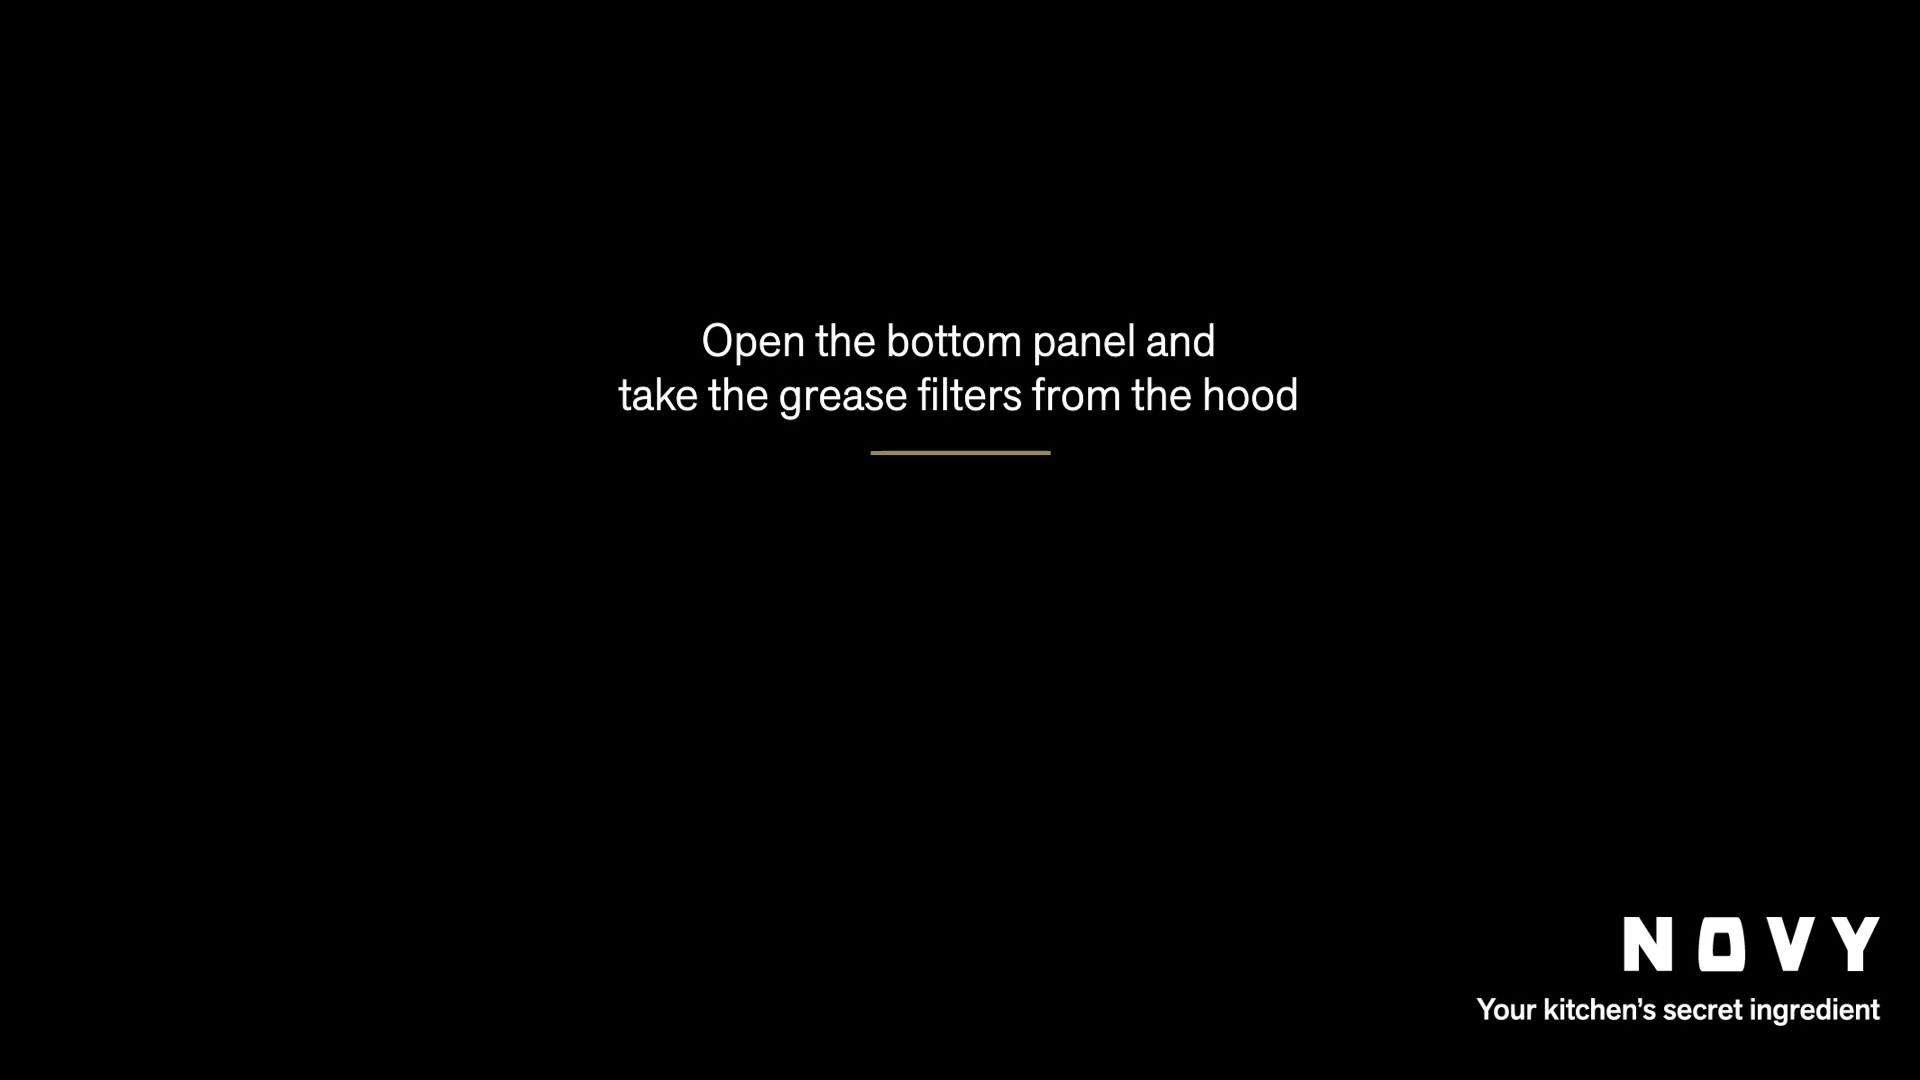 Open the bottom panel and
take the grease filters from the hood
NOVY
Your kitchen’s secret ingredient